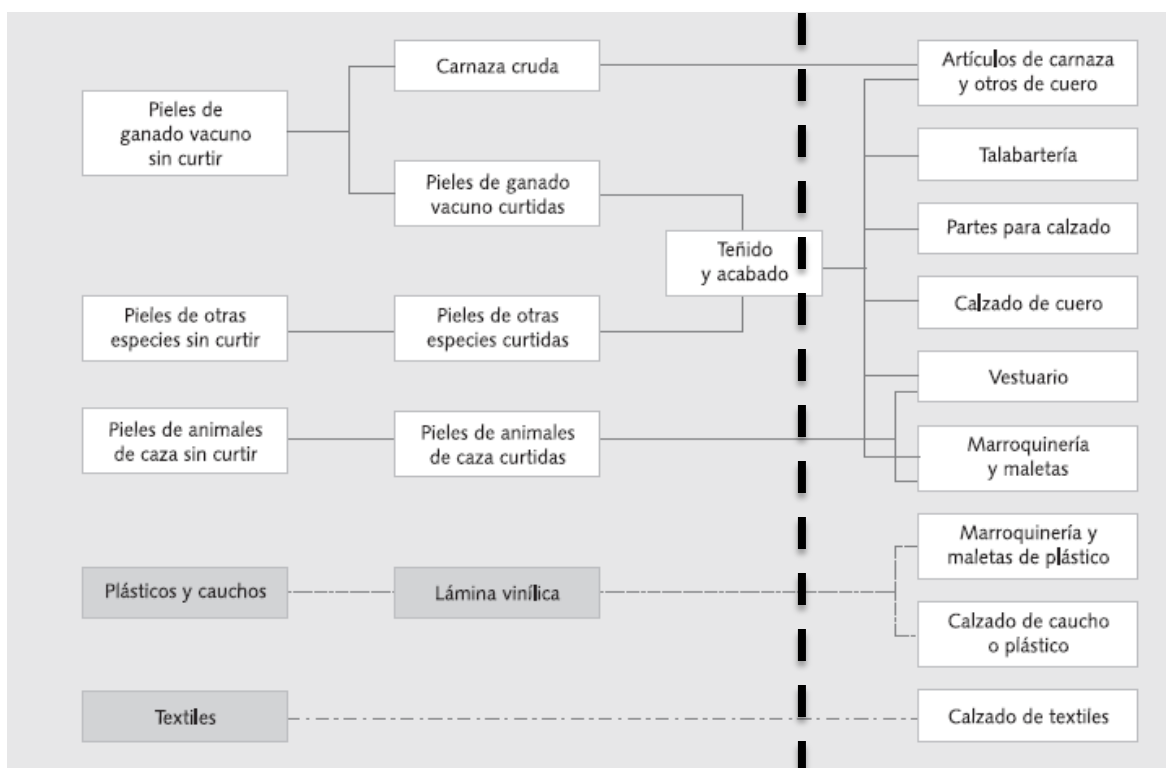 Pieles de
ganado vacuno
sin curtir
Carnaza cruda
Pieles de ganado
vacuno curtidas
Teñido
y acabado
Pieles de otras
especies sin curtir
Pieles de otras
especies curtidas
Pieles de animales
de caza sin curtir
Pieles de animales
de caza curtidas
Plásticos y cauchos
Lámina vinílica
Textiles
Artículos de carnaza
y otros de cuero
Talabartería
Partes para calzado
Calzado de cuero
Vestuario
Marroquinería
y maletas
Marroquinería y
maletas de plástico
Calzado de caucho
o plástico
Calzado de textiles